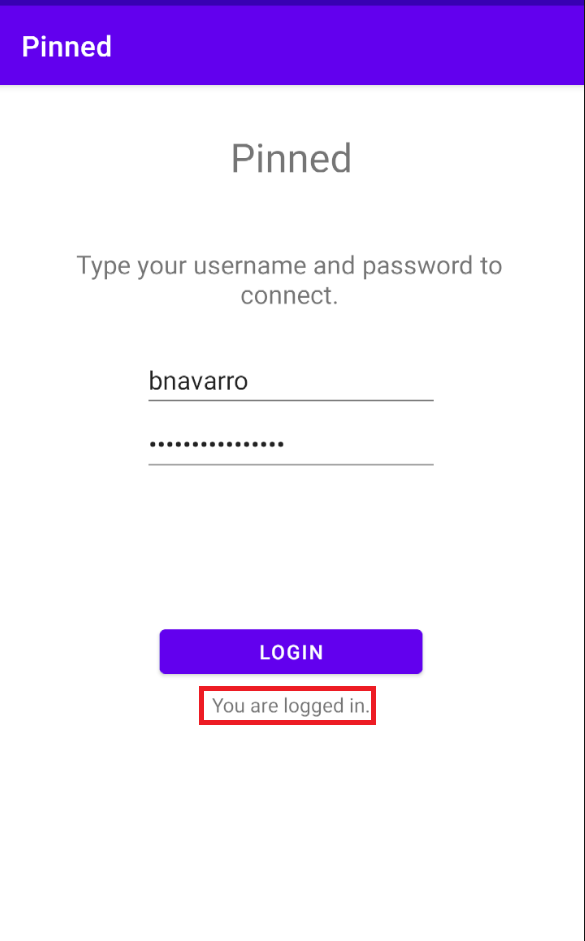 Pinned
Pinned
Type your username and password to
connect.
bnavarro
••••••••••••••••
LOGIN
You are logged in.